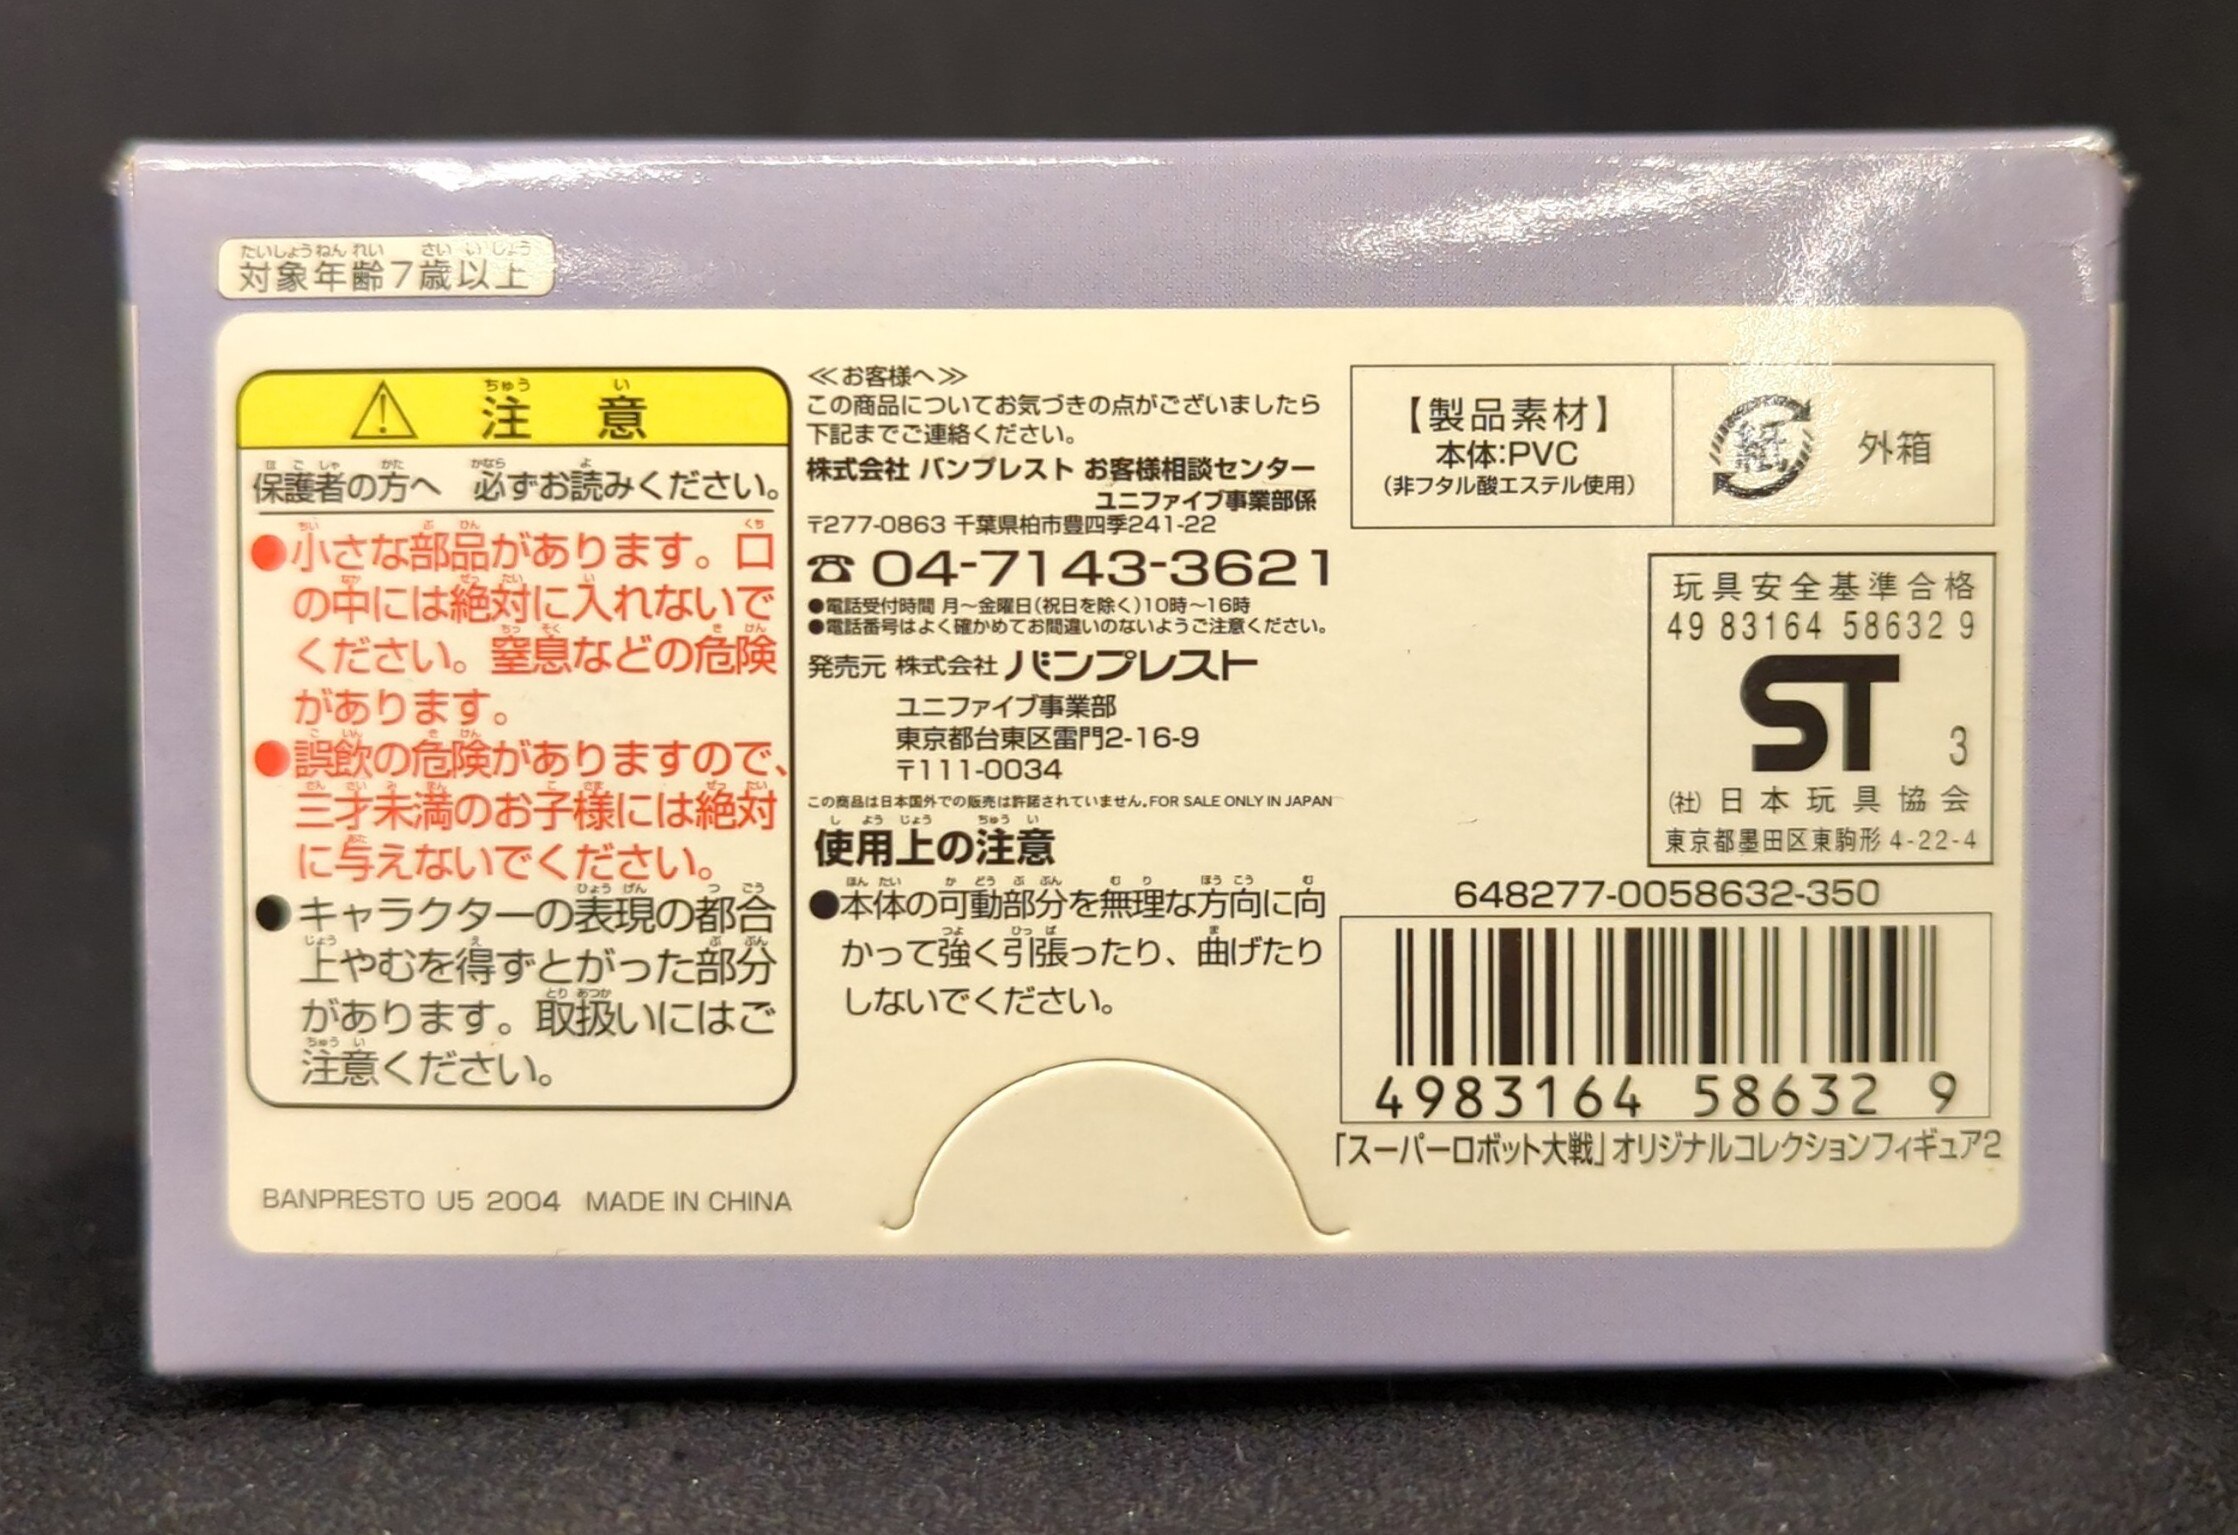 対象年齢7歳以上
注意
保護者の方へ 必ずお読みください。
●小さな部品があります。口
の中には絶対に入れないで
ください。窒息などの危険
があります。
●誤飲の危険がありますので、
三才未満のお子様には絶対
に与えないでください。
●キャラクターの表現の都合
上やむを得ずとがった部分
があります。取扱いにはご
注意ください。
BANPRESTO U5 2004 MADE IN CHINA
≪お客様へ≫
この商品についてお気づきの点がございましたら
下記までご連絡ください。
株式会社 バンプレスト お客様相談センター
ユニファイブ事業部係
〒277-0863 千葉県柏市豊四季241-22
☎ 04-7143-3621
●電話受付時間 月～金曜日(祝日を除く)10時～16時
●電話番号はよく確かめてお間違いのないようご注意ください。
発売元 株式会社 バンプレスト
ユニファイブ事業部
東京都台東区雷門2-16-9
〒111-0034
この商品は日本国外での販売は許諾されていません。FOR SALE ONLY IN JAPAN
使用上の注意
●本体の可動部分を無理な方向に向
かって強く引張ったり、曲げたり
しないでください。
【製品素材】
本体:PVC
(非フタル酸エステル使用)
紙 外箱
玩具安全基準合格
49 83164 58632 9
ST 3
(社)日本玩具協会
東京都墨田区東駒形4-22-4
648277-0058632-350
4983164 58632 9
「スーパーロボット大戦」オリジナルコレクションフィギュア2